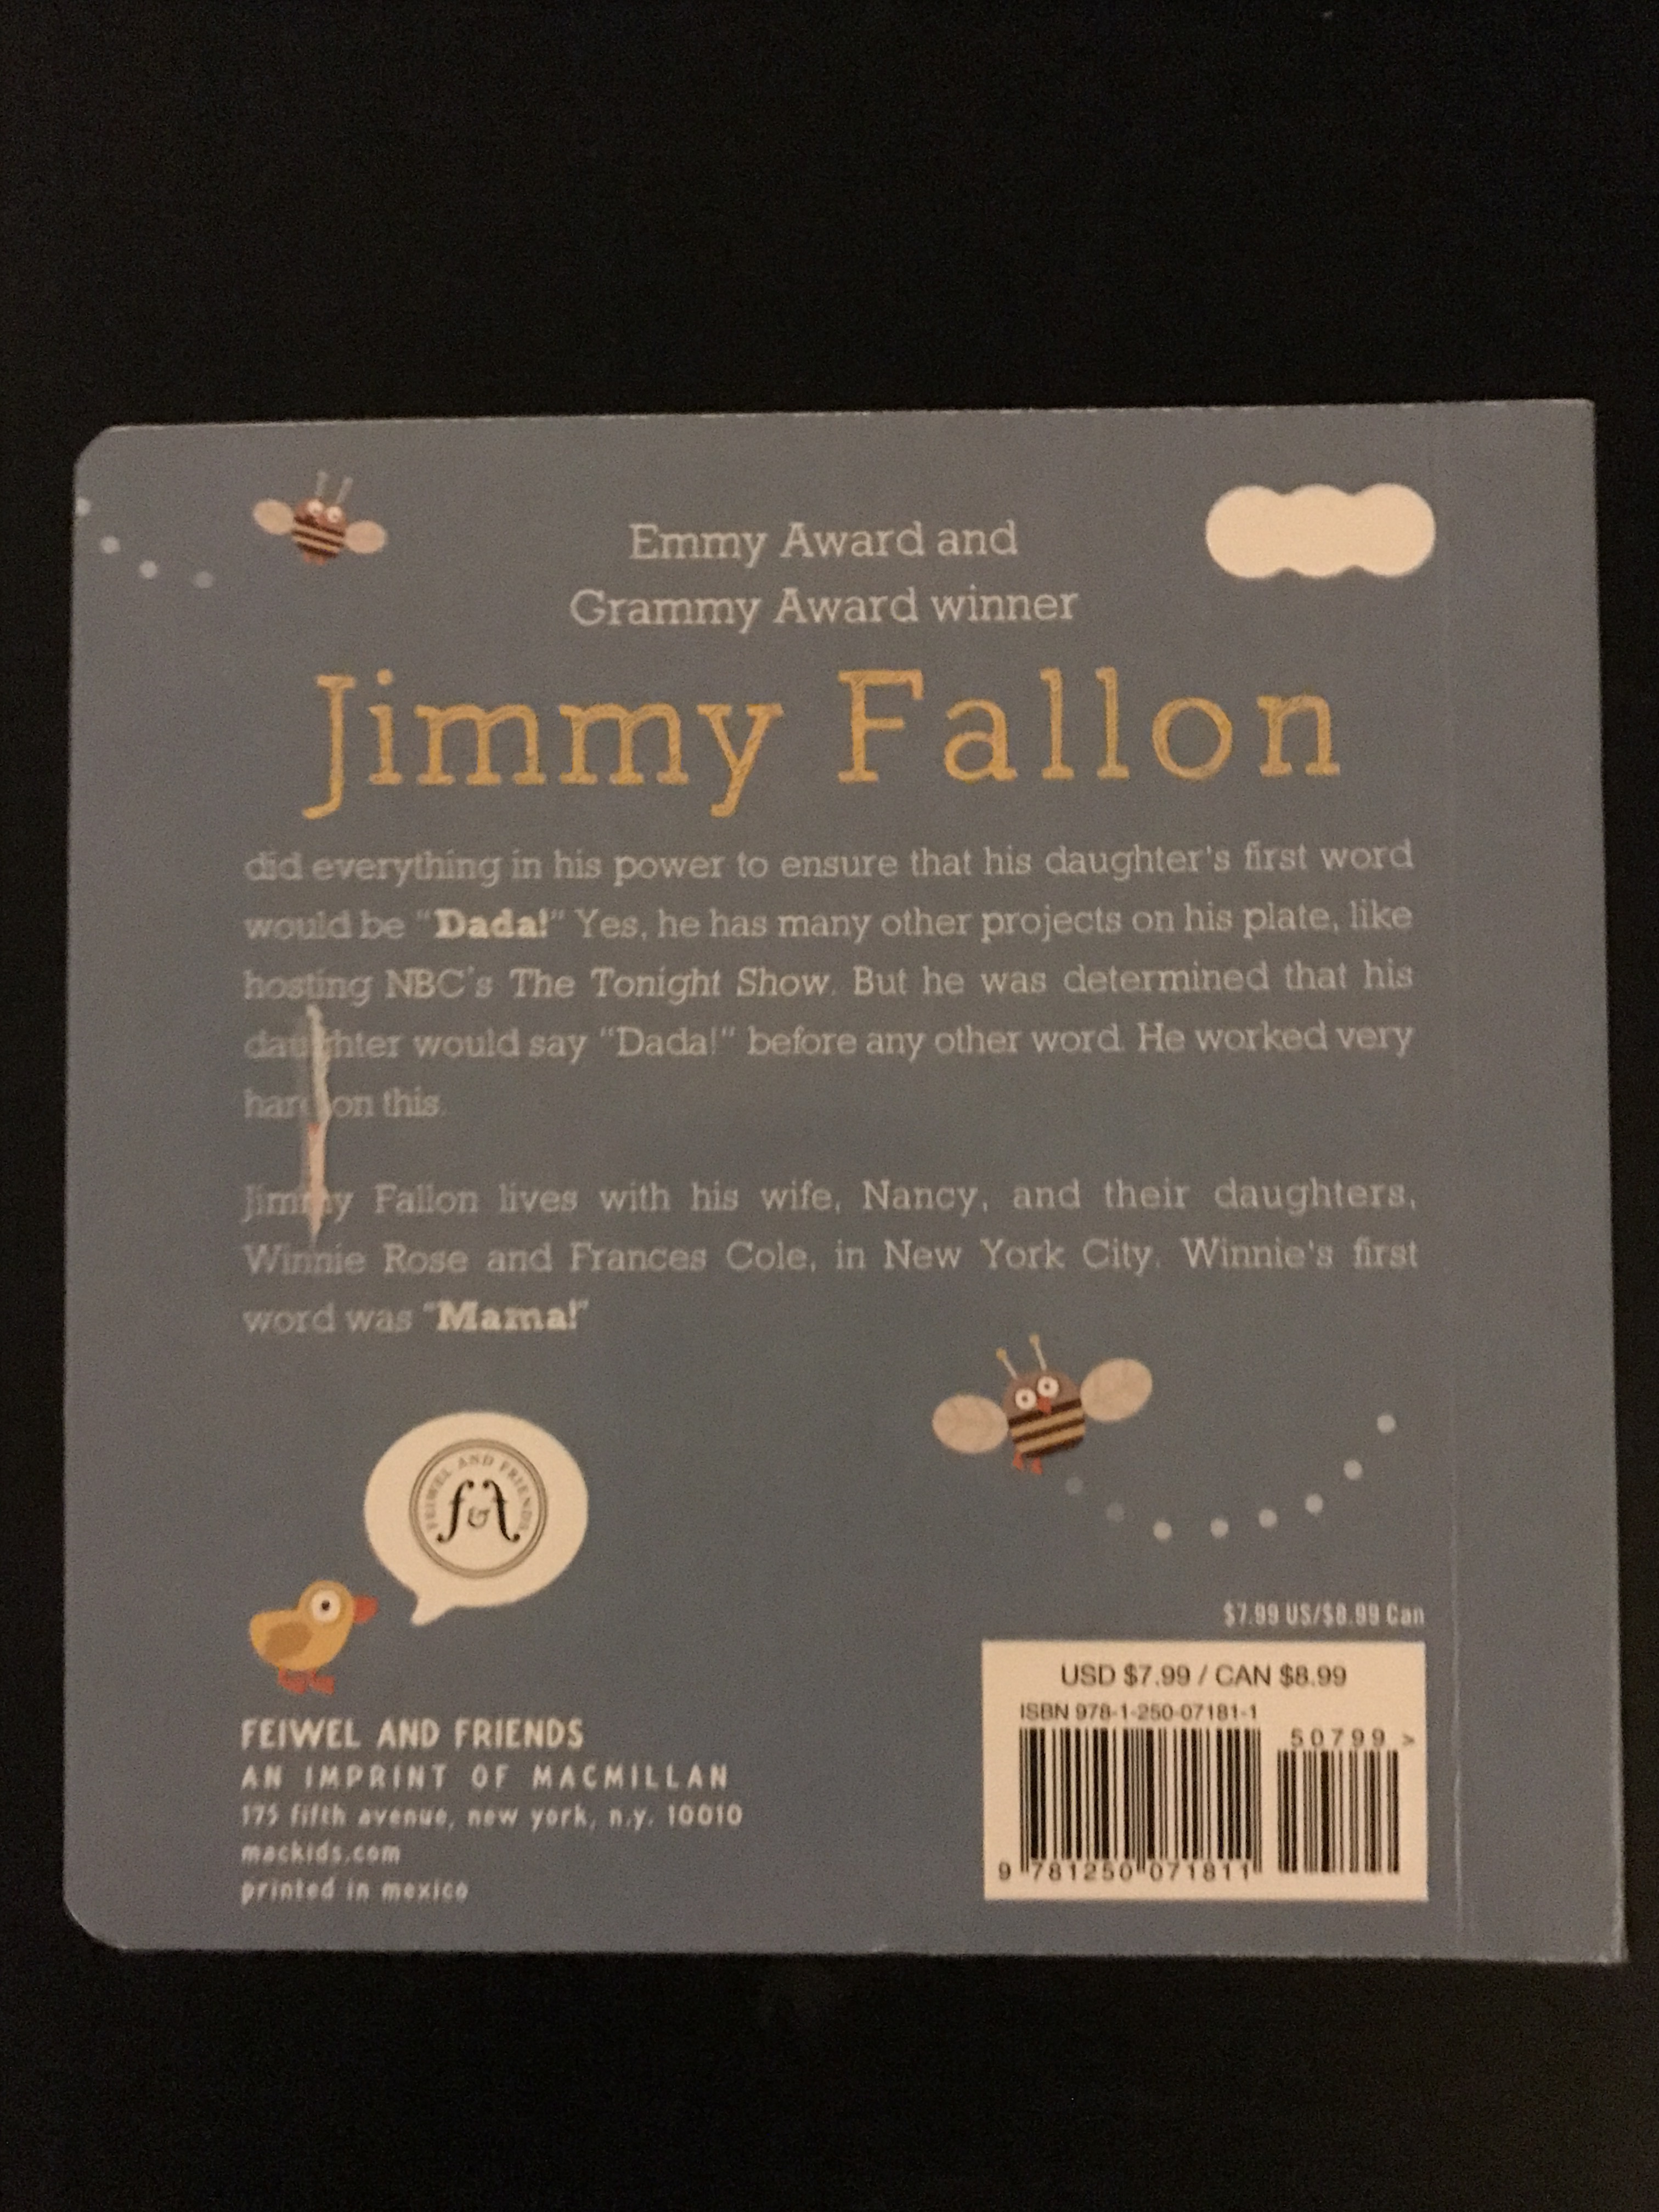 Emmy Award and
Grammy Award winner
Jimmy Fallon
did everything in his power to ensure that his daughter's first word
would be "Dada!" Yes, he has many other projects on his plate, like
hosting NBC's The Tonight Show. But he was determined that his
daughter would say "Dada!" before any other word. He worked very
hard on this.
Jimmy Fallon lives with his wife, Nancy, and their daughters,
Winnie Rose and Frances Cole, in New York City. Winnie's first
word was "Mama!"
FEIWEL AND FRIENDS
f&f
FEIWEL AND FRIENDS
AN IMPRINT OF MACMILLAN
175 fifth avenue, new york, n.y. 10010
mackids.com
printed in mexico
$7.99 US/$8.99 Can
USD $7.99 / CAN $8.99
ISBN 978-1-250-07181-1
50799 >
9 781250 071811